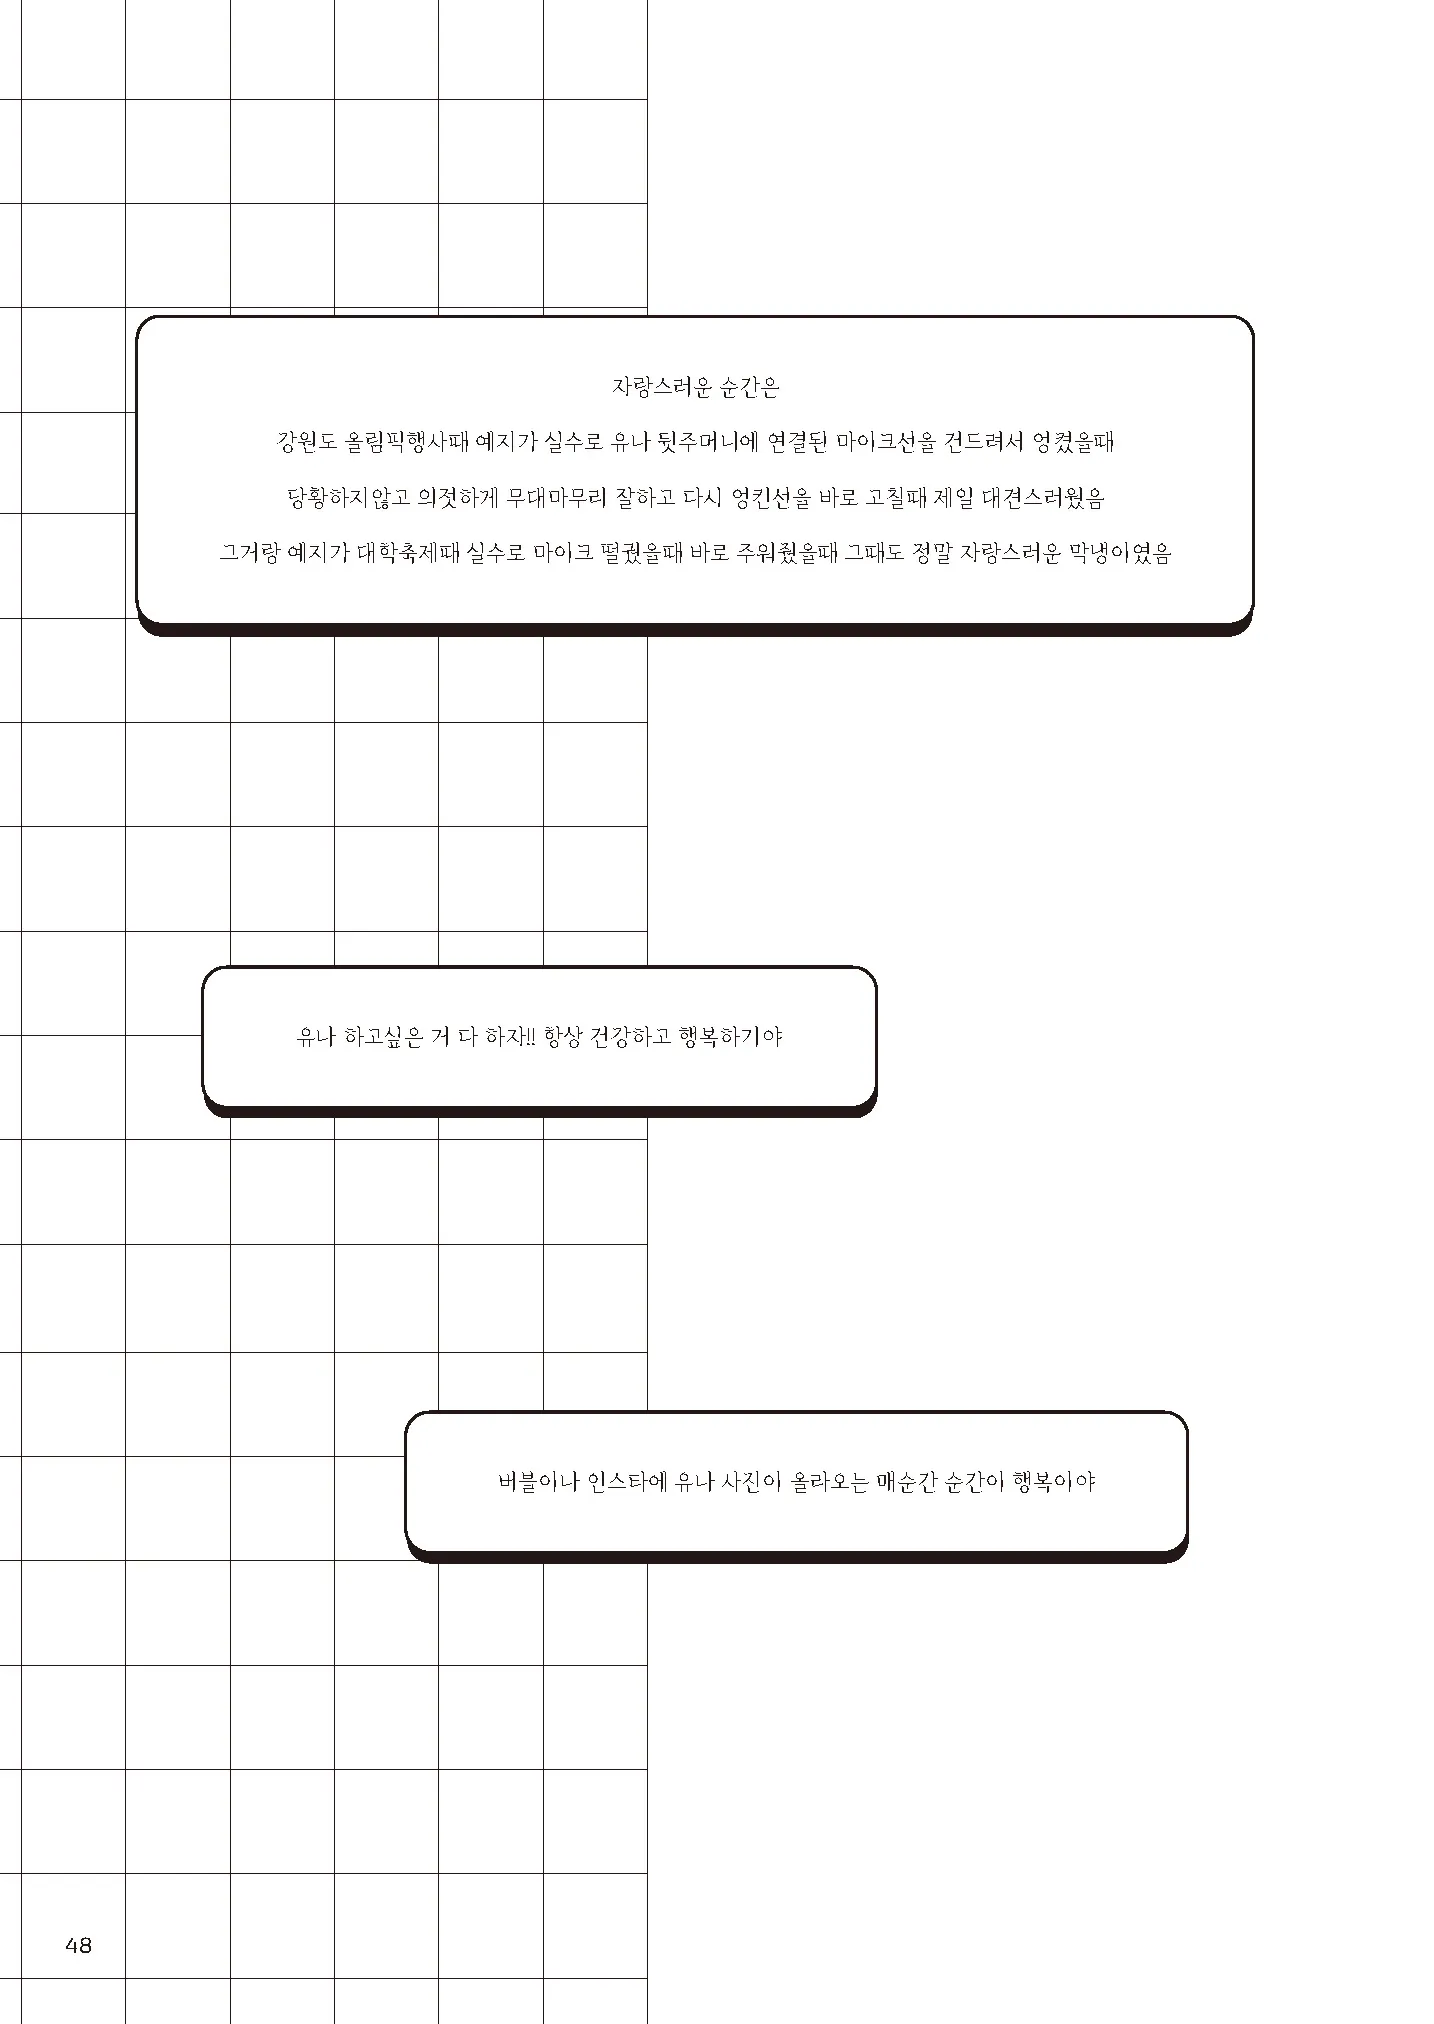 자랑스러운 순간은
강원도 올림픽행사때 예지가 실수로 유나 뒷주머니에 연결된 마이크선을 건드려서 엉켰을때
당황하지않고 의젓하게 무대마무리 잘하고 다시 엉킨선을 바로 고칠때 제일 대견스러웠음
그거랑 예지가 대학축제때 실수로 마이크 떨궜을때 바로 주워줬을때 그때도 정말 자랑스러운 막냉이였음
유나 하고싶은 거 다 하자!! 항상 건강하고 행복하기야
버블이나 인스타에 유나 사진이 올라오는 매순간 순간이 행복이야
48